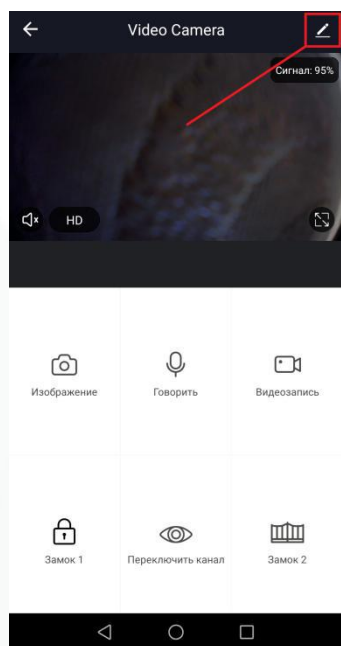 Video Camera
Сигнал: 95%
HD
Изображение
Говорить
Видеозапись
Замок 1
Переключить канал
Замок 2